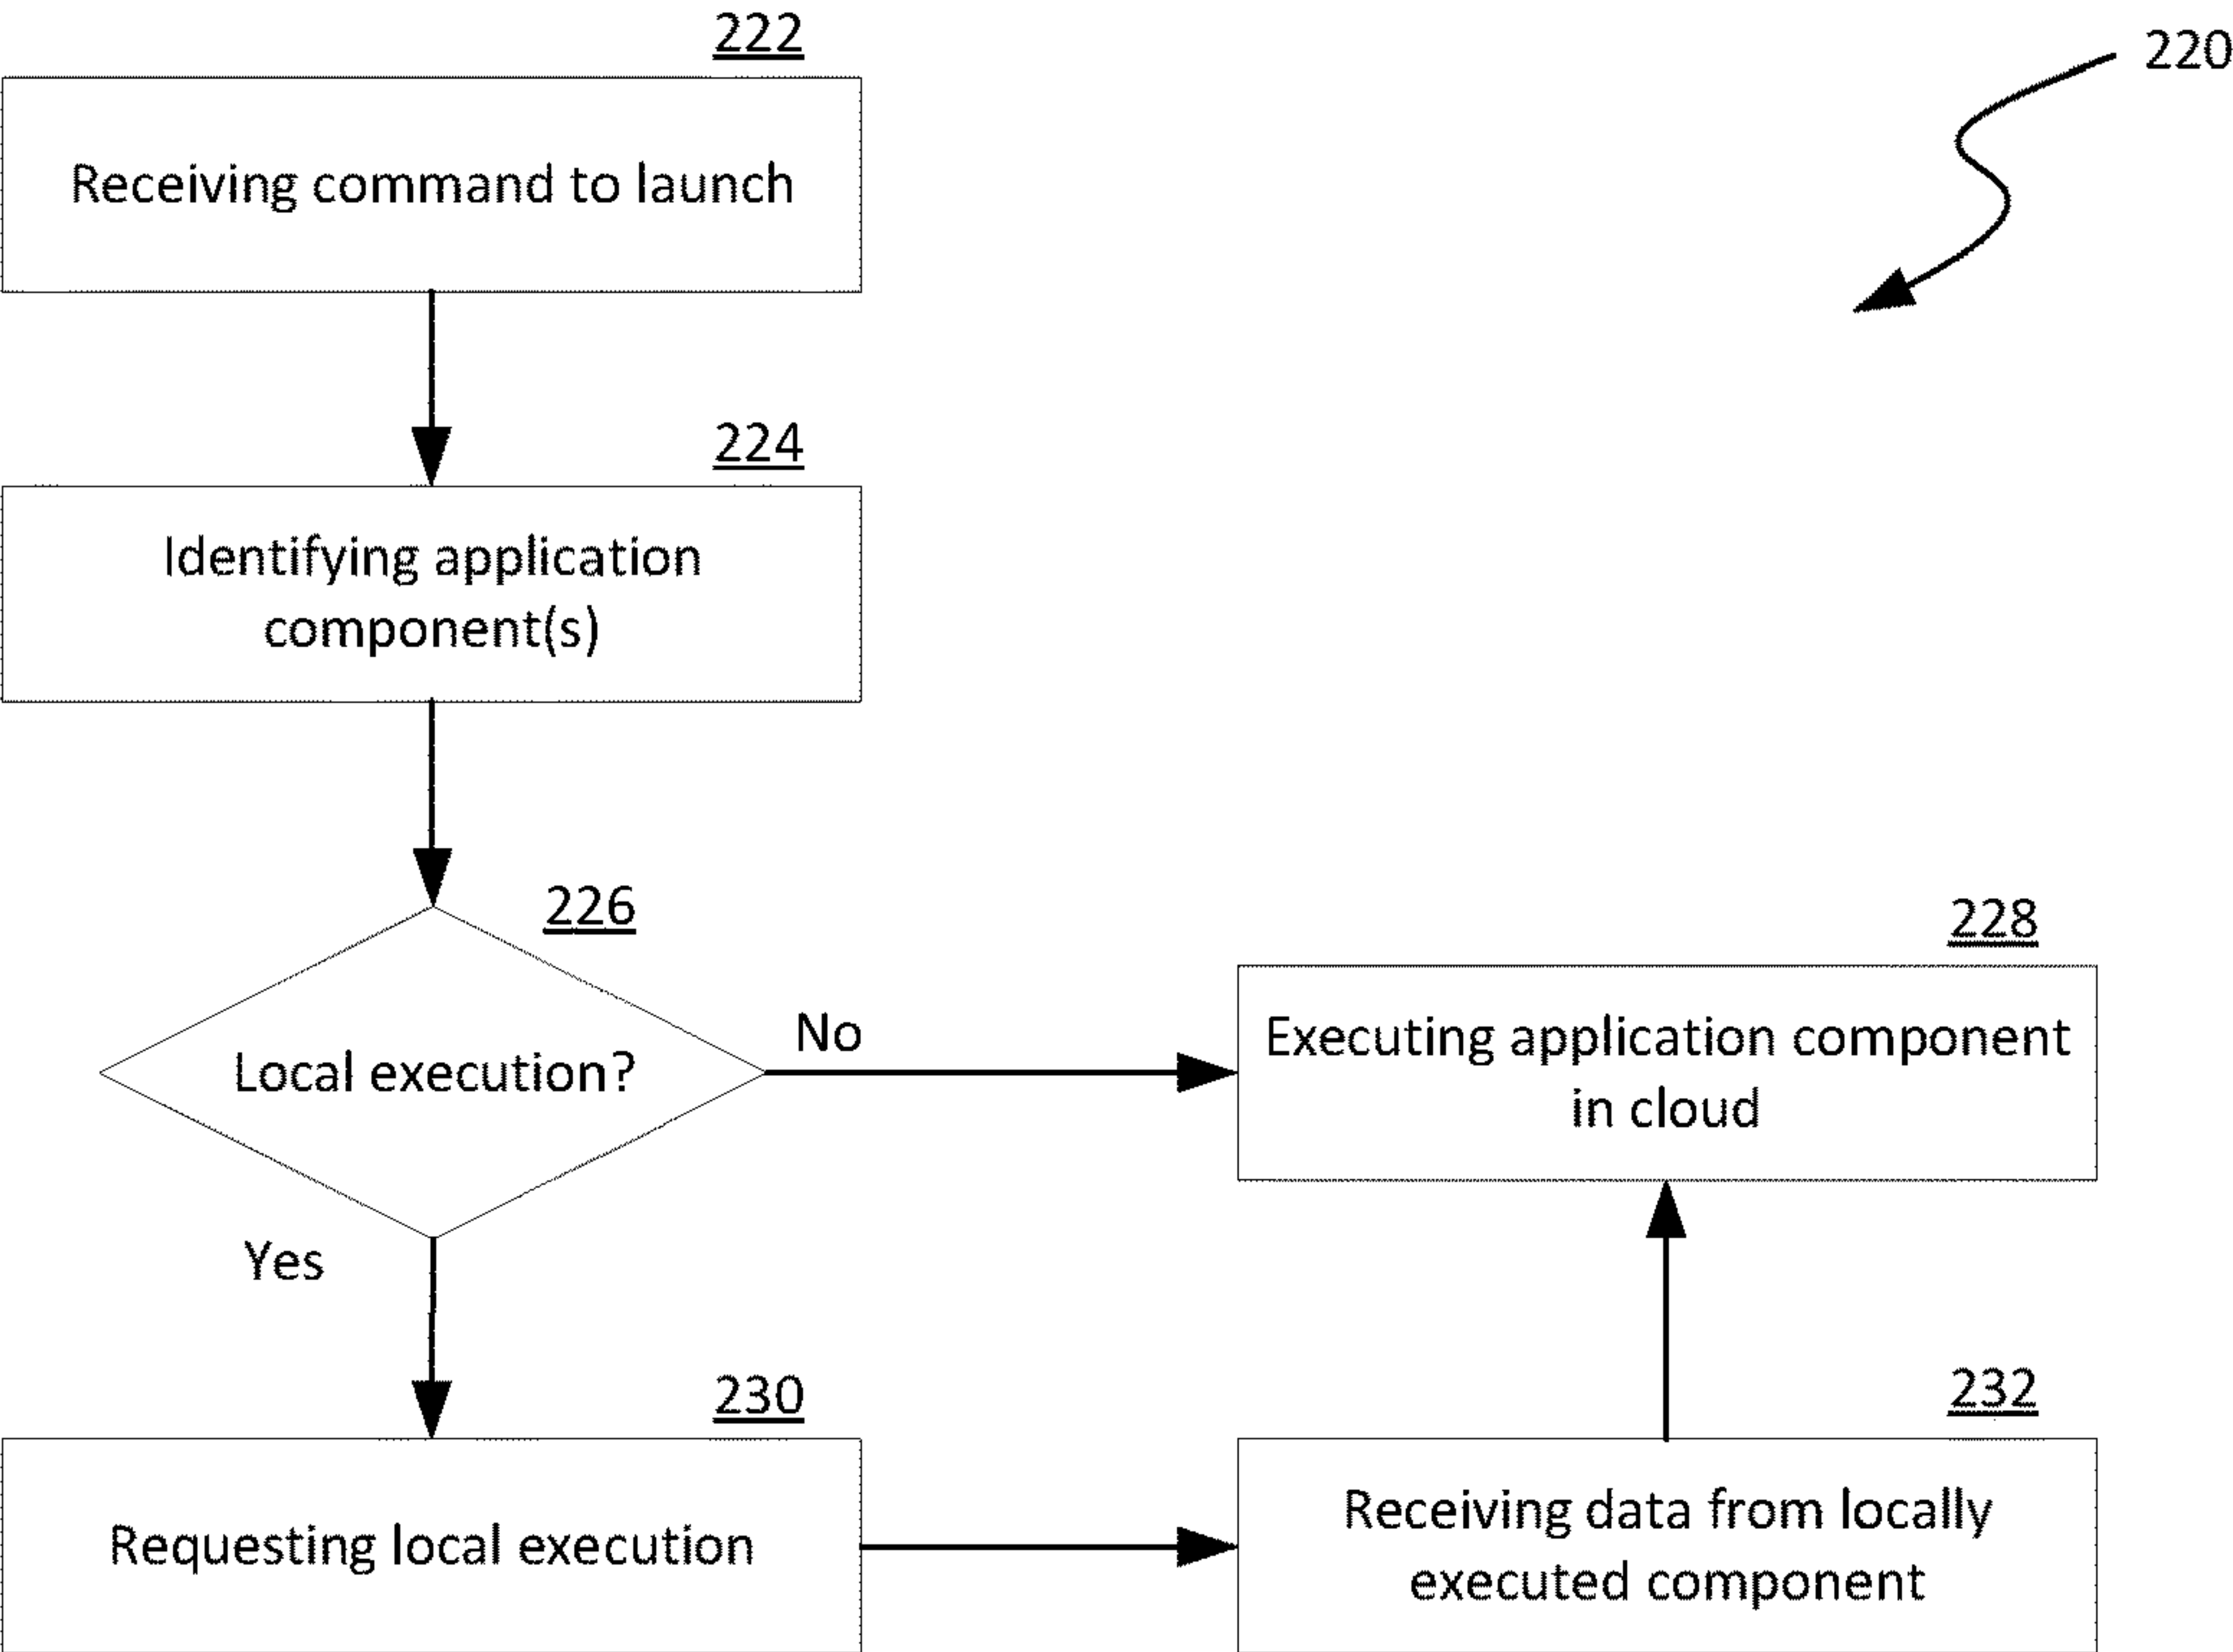 222
220
Receiving command to launch
224
Identifying application
component(s)
226
Local execution?
No
Yes
228
Executing application component
in cloud
230
Requesting local execution
232
Receiving data from locally
executed component